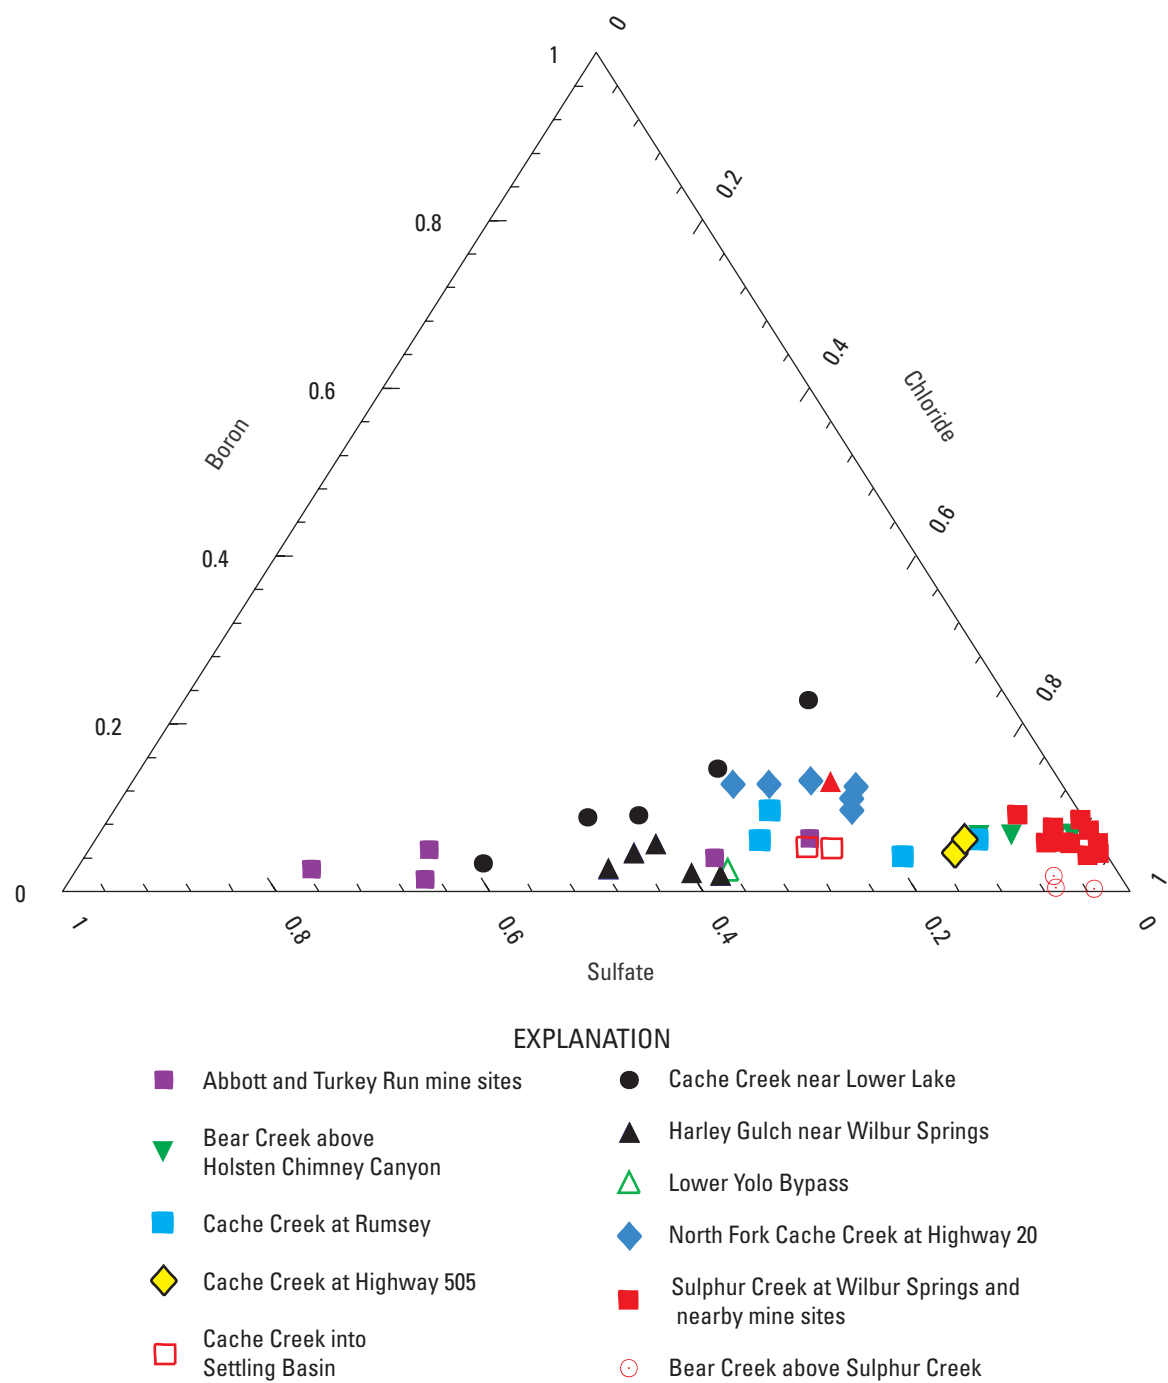 0
1
0.2
0.8
0.4
Chloride
0.6
Boron
0.6
0.4
0.8
0.2
0
1
1
0.8
0.6
0.4
0.2
0
Sulfate
EXPLANATION
Abbott and Turkey Run mine sites
Bear Creek above
Holsten Chimney Canyon
Cache Creek at Rumsey
Cache Creek at Highway 505
Cache Creek into
Settling Basin
Cache Creek near Lower Lake
Harley Gulch near Wilbur Springs
Lower Yolo Bypass
North Fork Cache Creek at Highway 20
Sulphur Creek at Wilbur Springs and
nearby mine sites
Bear Creek above Sulphur Creek